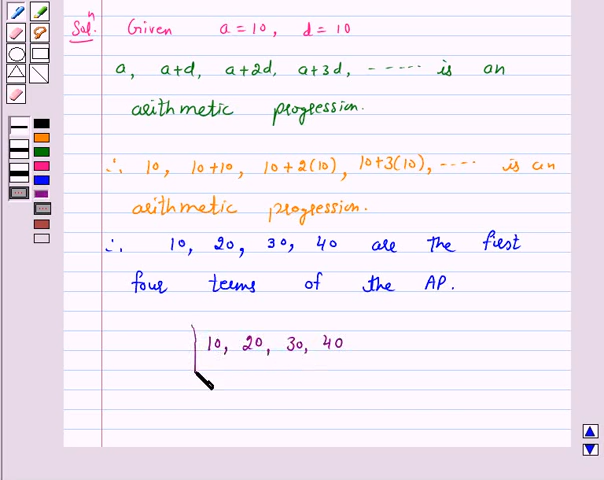 Solⁿ. Given a = 10, d = 10
a, a+d, a+2d, a+3d, ----- is an
arithmetic progression.
∴ 10, 10+10, 10+2(10), 10+3(10), ---- is an
arithmetic progression.
∴ 10, 20, 30, 40 are the first
four terms of the AP.
10, 20, 30, 40